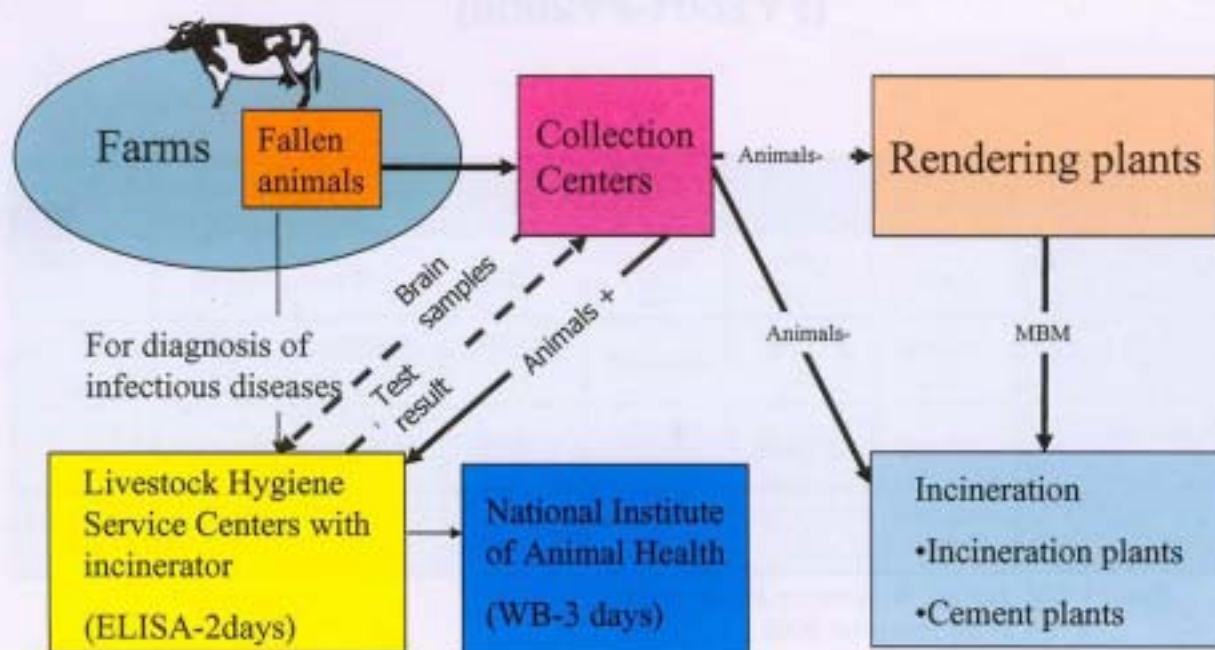 Farms
Fallen
animals
Collection
Centers
Animals-
Rendering plants
Brain
samples
Test
result
Animals +
Animals-
MBM
For diagnosis of
infectious diseases
Livestock Hygiene
Service Centers with
incinerator
(ELISA-2days)
National Institute
of Animal Health
(WB-3 days)
Incineration
•Incineration plants
•Cement plants